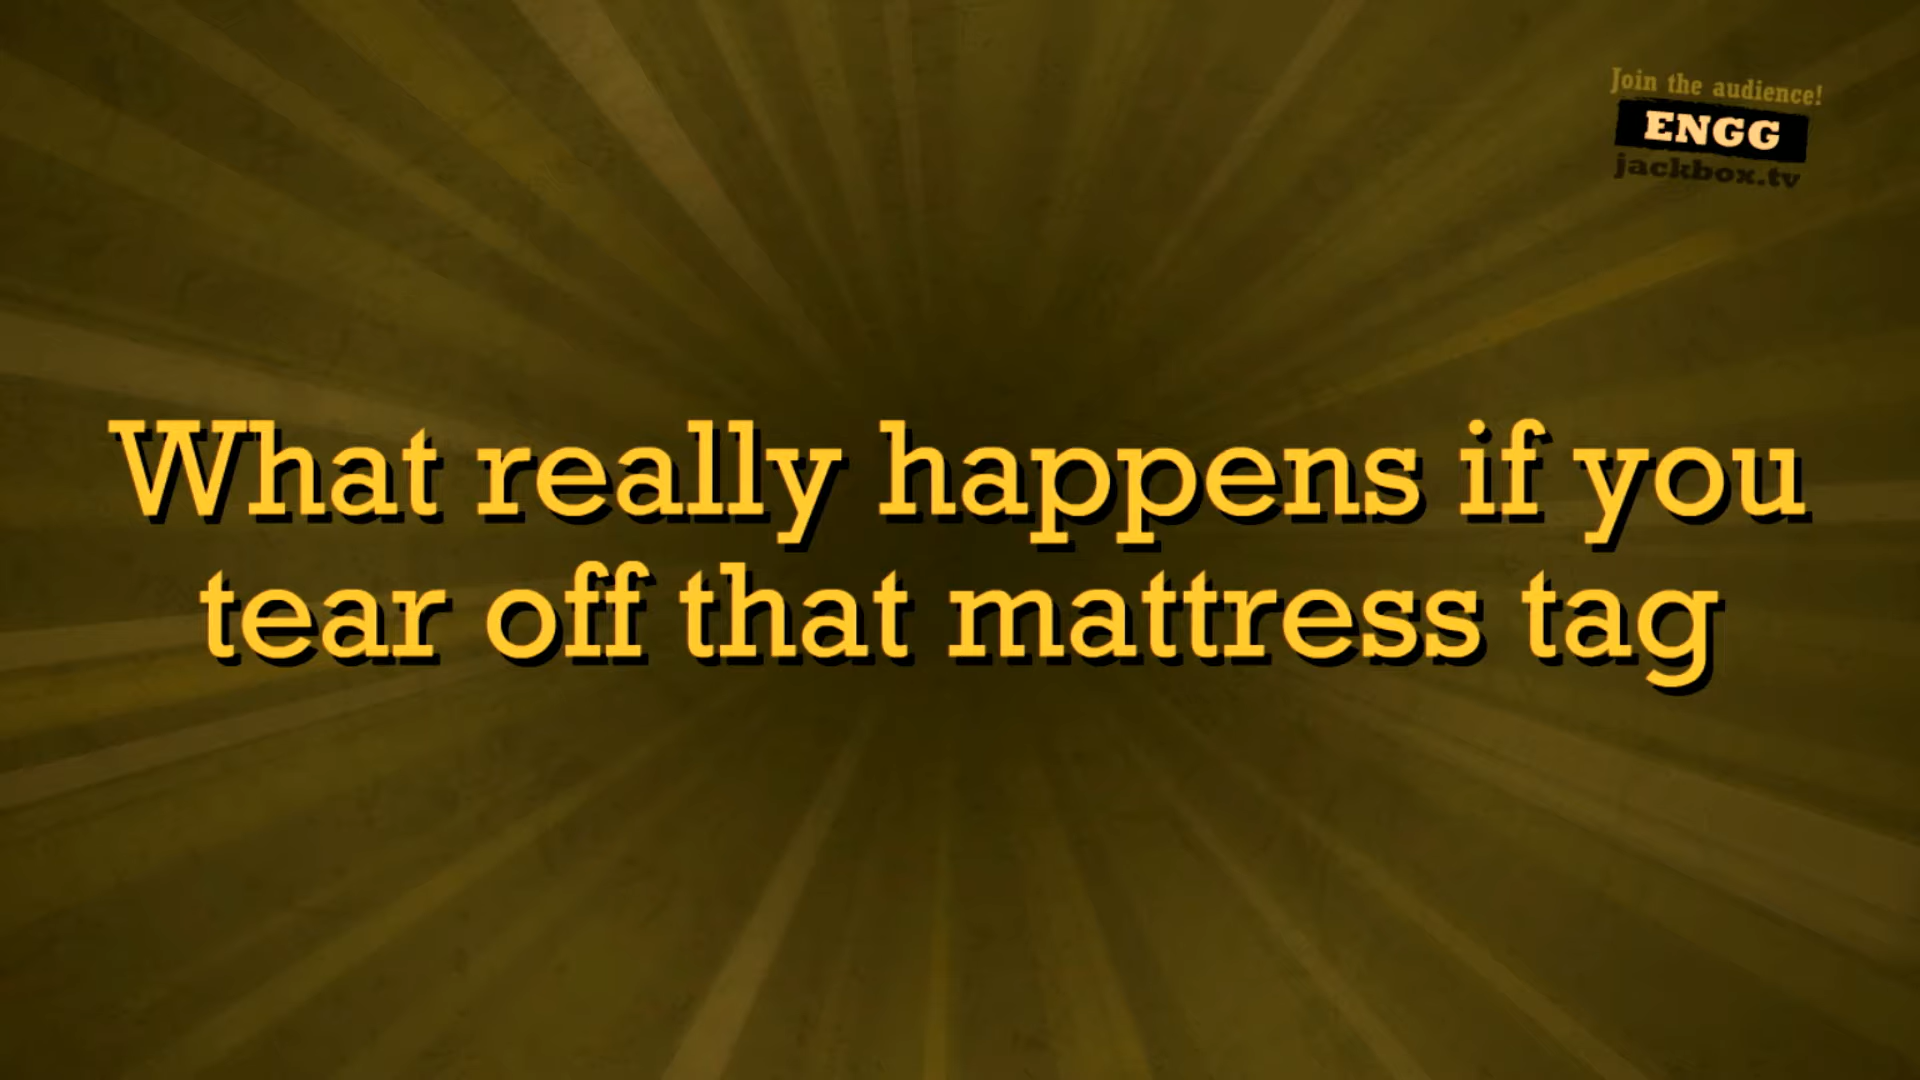 Join the audience!
ENGG
jackbox.tv
What really happens if you
tear off that mattress tag